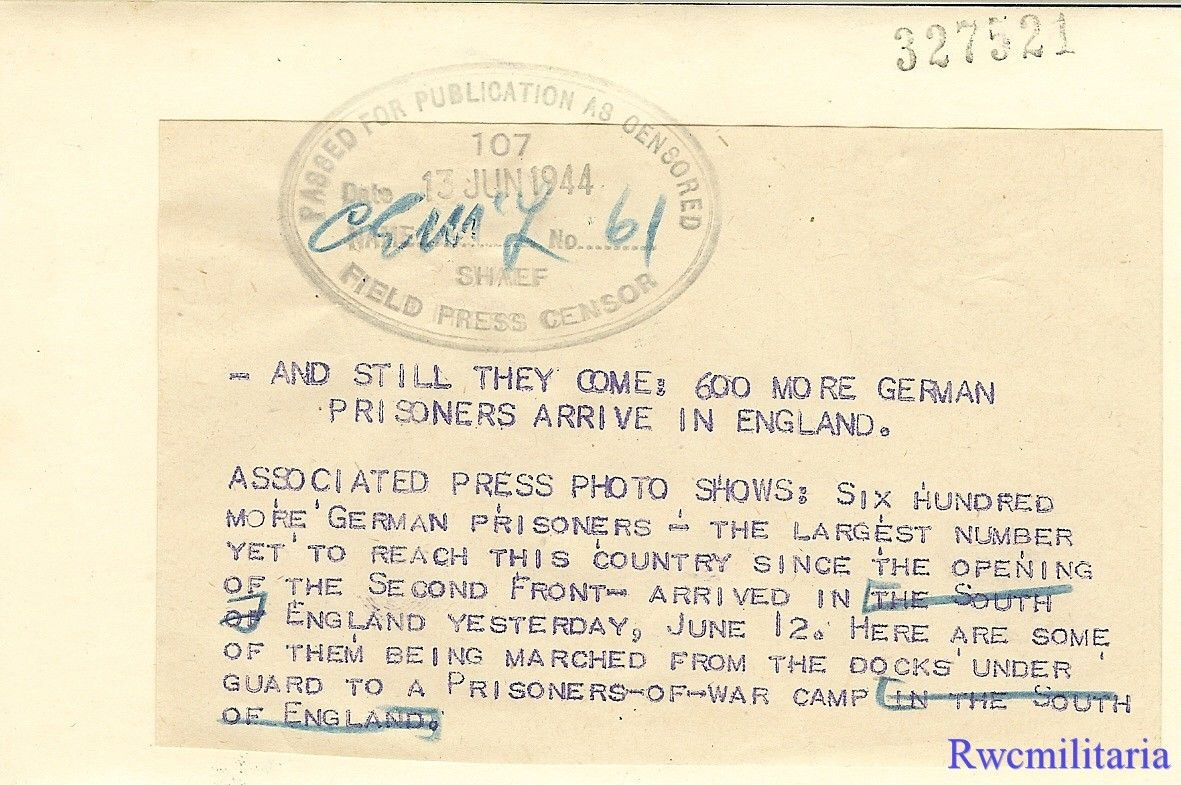 327521
PASSED FOR PUBLICATION AS CENSORED
107
Date 13 JUN 1944
NAME No. 61
SHAEF
FIELD PRESS CENSOR
- AND STILL THEY COME: 600 MORE GERMAN
PRISONERS ARRIVE IN ENGLAND.
ASSOCIATED PRESS PHOTO SHOWS: SIX HUNDRED
MORE GERMAN PRISONERS - THE LARGEST NUMBER
YET TO REACH THIS COUNTRY SINCE THE OPENING
OF THE SECOND FRONT- ARRIVED IN THE SOUTH
OF ENGLAND YESTERDAY, JUNE 12. HERE ARE SOME
OF THEM BEING MARCHED FROM THE DOCKS UNDER
GUARD TO A PRISONERS-OF-WAR CAMP IN THE SOUTH
OF ENGLAND.
Rwcmilitaria